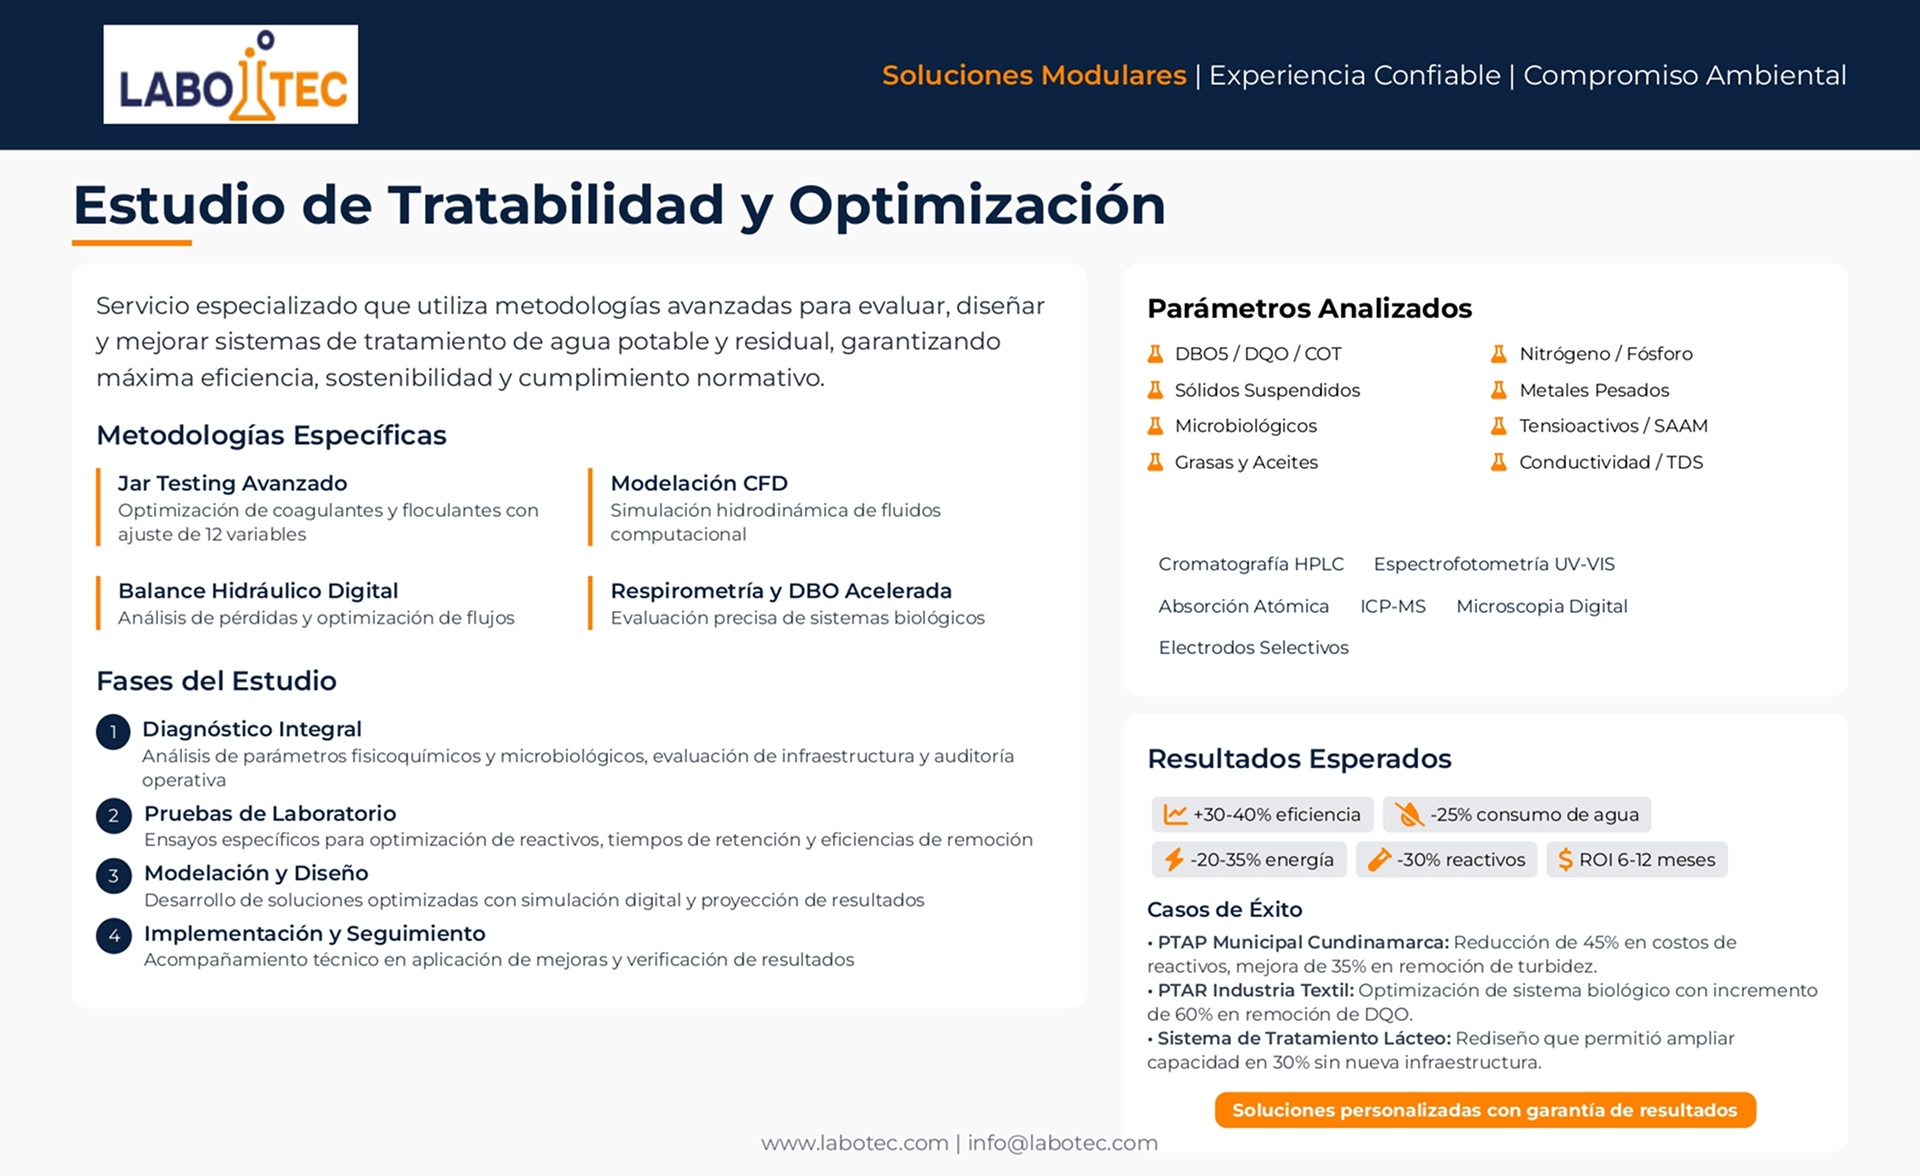 LABOTEC
Soluciones Modulares | Experiencia Confiable | Compromiso Ambiental
Estudio de Tratabilidad y Optimización
Servicio especializado que utiliza metodologías avanzadas para evaluar, diseñar
y mejorar sistemas de tratamiento de agua potable y residual, garantizando
máxima eficiencia, sostenibilidad y cumplimiento normativo.
Metodologías Específicas
Jar Testing Avanzado
Optimización de coagulantes y floculantes con
ajuste de 12 variables
Modelación CFD
Simulación hidrodinámica de fluidos
computacional
Balance Hidráulico Digital
Análisis de pérdidas y optimización de flujos
Respirometría y DBO Acelerada
Evaluación precisa de sistemas biológicos
Fases del Estudio
1 Diagnóstico Integral
Análisis de parámetros fisicoquímicos y microbiológicos, evaluación de infraestructura y auditoría
operativa
2 Pruebas de Laboratorio
Ensayos específicos para optimización de reactivos, tiempos de retención y eficiencias de remoción
3 Modelación y Diseño
Desarrollo de soluciones optimizadas con simulación digital y proyección de resultados
4 Implementación y Seguimiento
Acompañamiento técnico en aplicación de mejoras y verificación de resultados
Parámetros Analizados
DBO5 / DQO / COT
Nitrógeno / Fósforo
Sólidos Suspendidos
Metales Pesados
Microbiológicos
Tensioactivos / SAAM
Grasas y Aceites
Conductividad / TDS
Cromatografía HPLC Espectrofotometría UV-VIS
Absorción Atómica ICP-MS Microscopia Digital
Electrodos Selectivos
Resultados Esperados
+30-40% eficiencia -25% consumo de agua
-20-35% energía -30% reactivos ROI 6-12 meses
Casos de Éxito
• PTAP Municipal Cundinamarca: Reducción de 45% en costos de
reactivos, mejora de 35% en remoción de turbidez.
• PTAR Industria Textil: Optimización de sistema biológico con incremento
de 60% en remoción de DQO.
• Sistema de Tratamiento Lácteo: Rediseño que permitió ampliar
capacidad en 30% sin nueva infraestructura.
Soluciones personalizadas con garantía de resultados
www.labotec.com | info@labotec.com